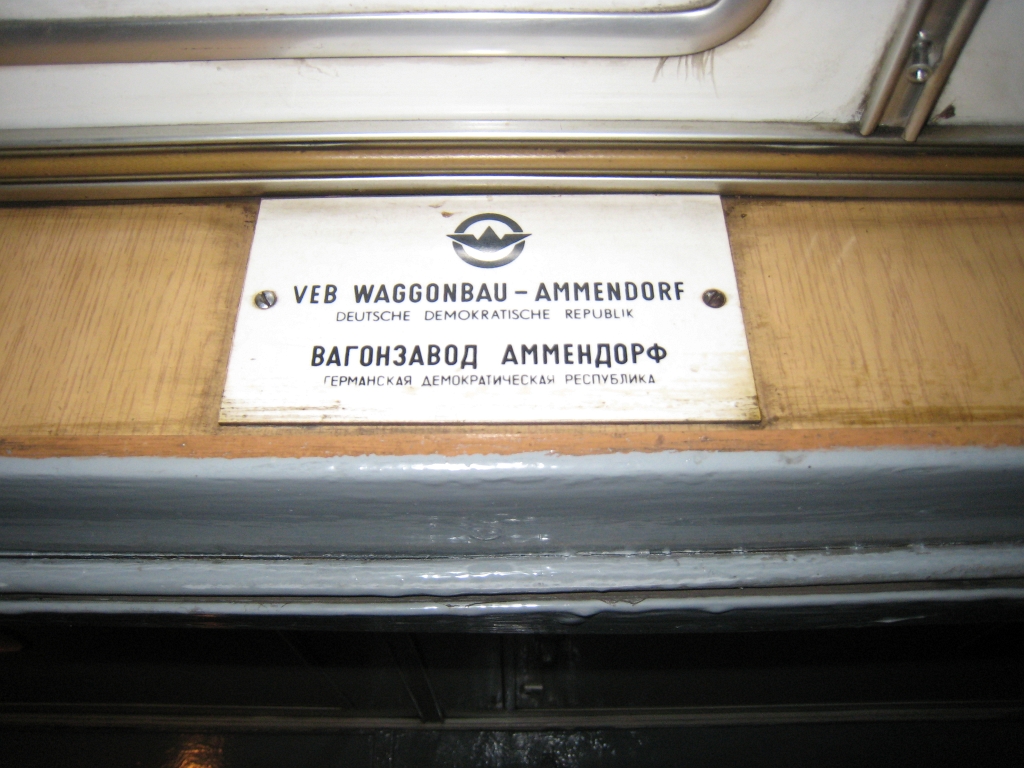 VEB WAGGONBAU – AMMENDORF
DEUTSCHE DEMOKRATISCHE REPUBLIK
ВАГОНЗАВОД АММЕНДОРФ
ГЕРМАНСКАЯ ДЕМОКРАТИЧЕСКАЯ РЕСПУБЛИКА